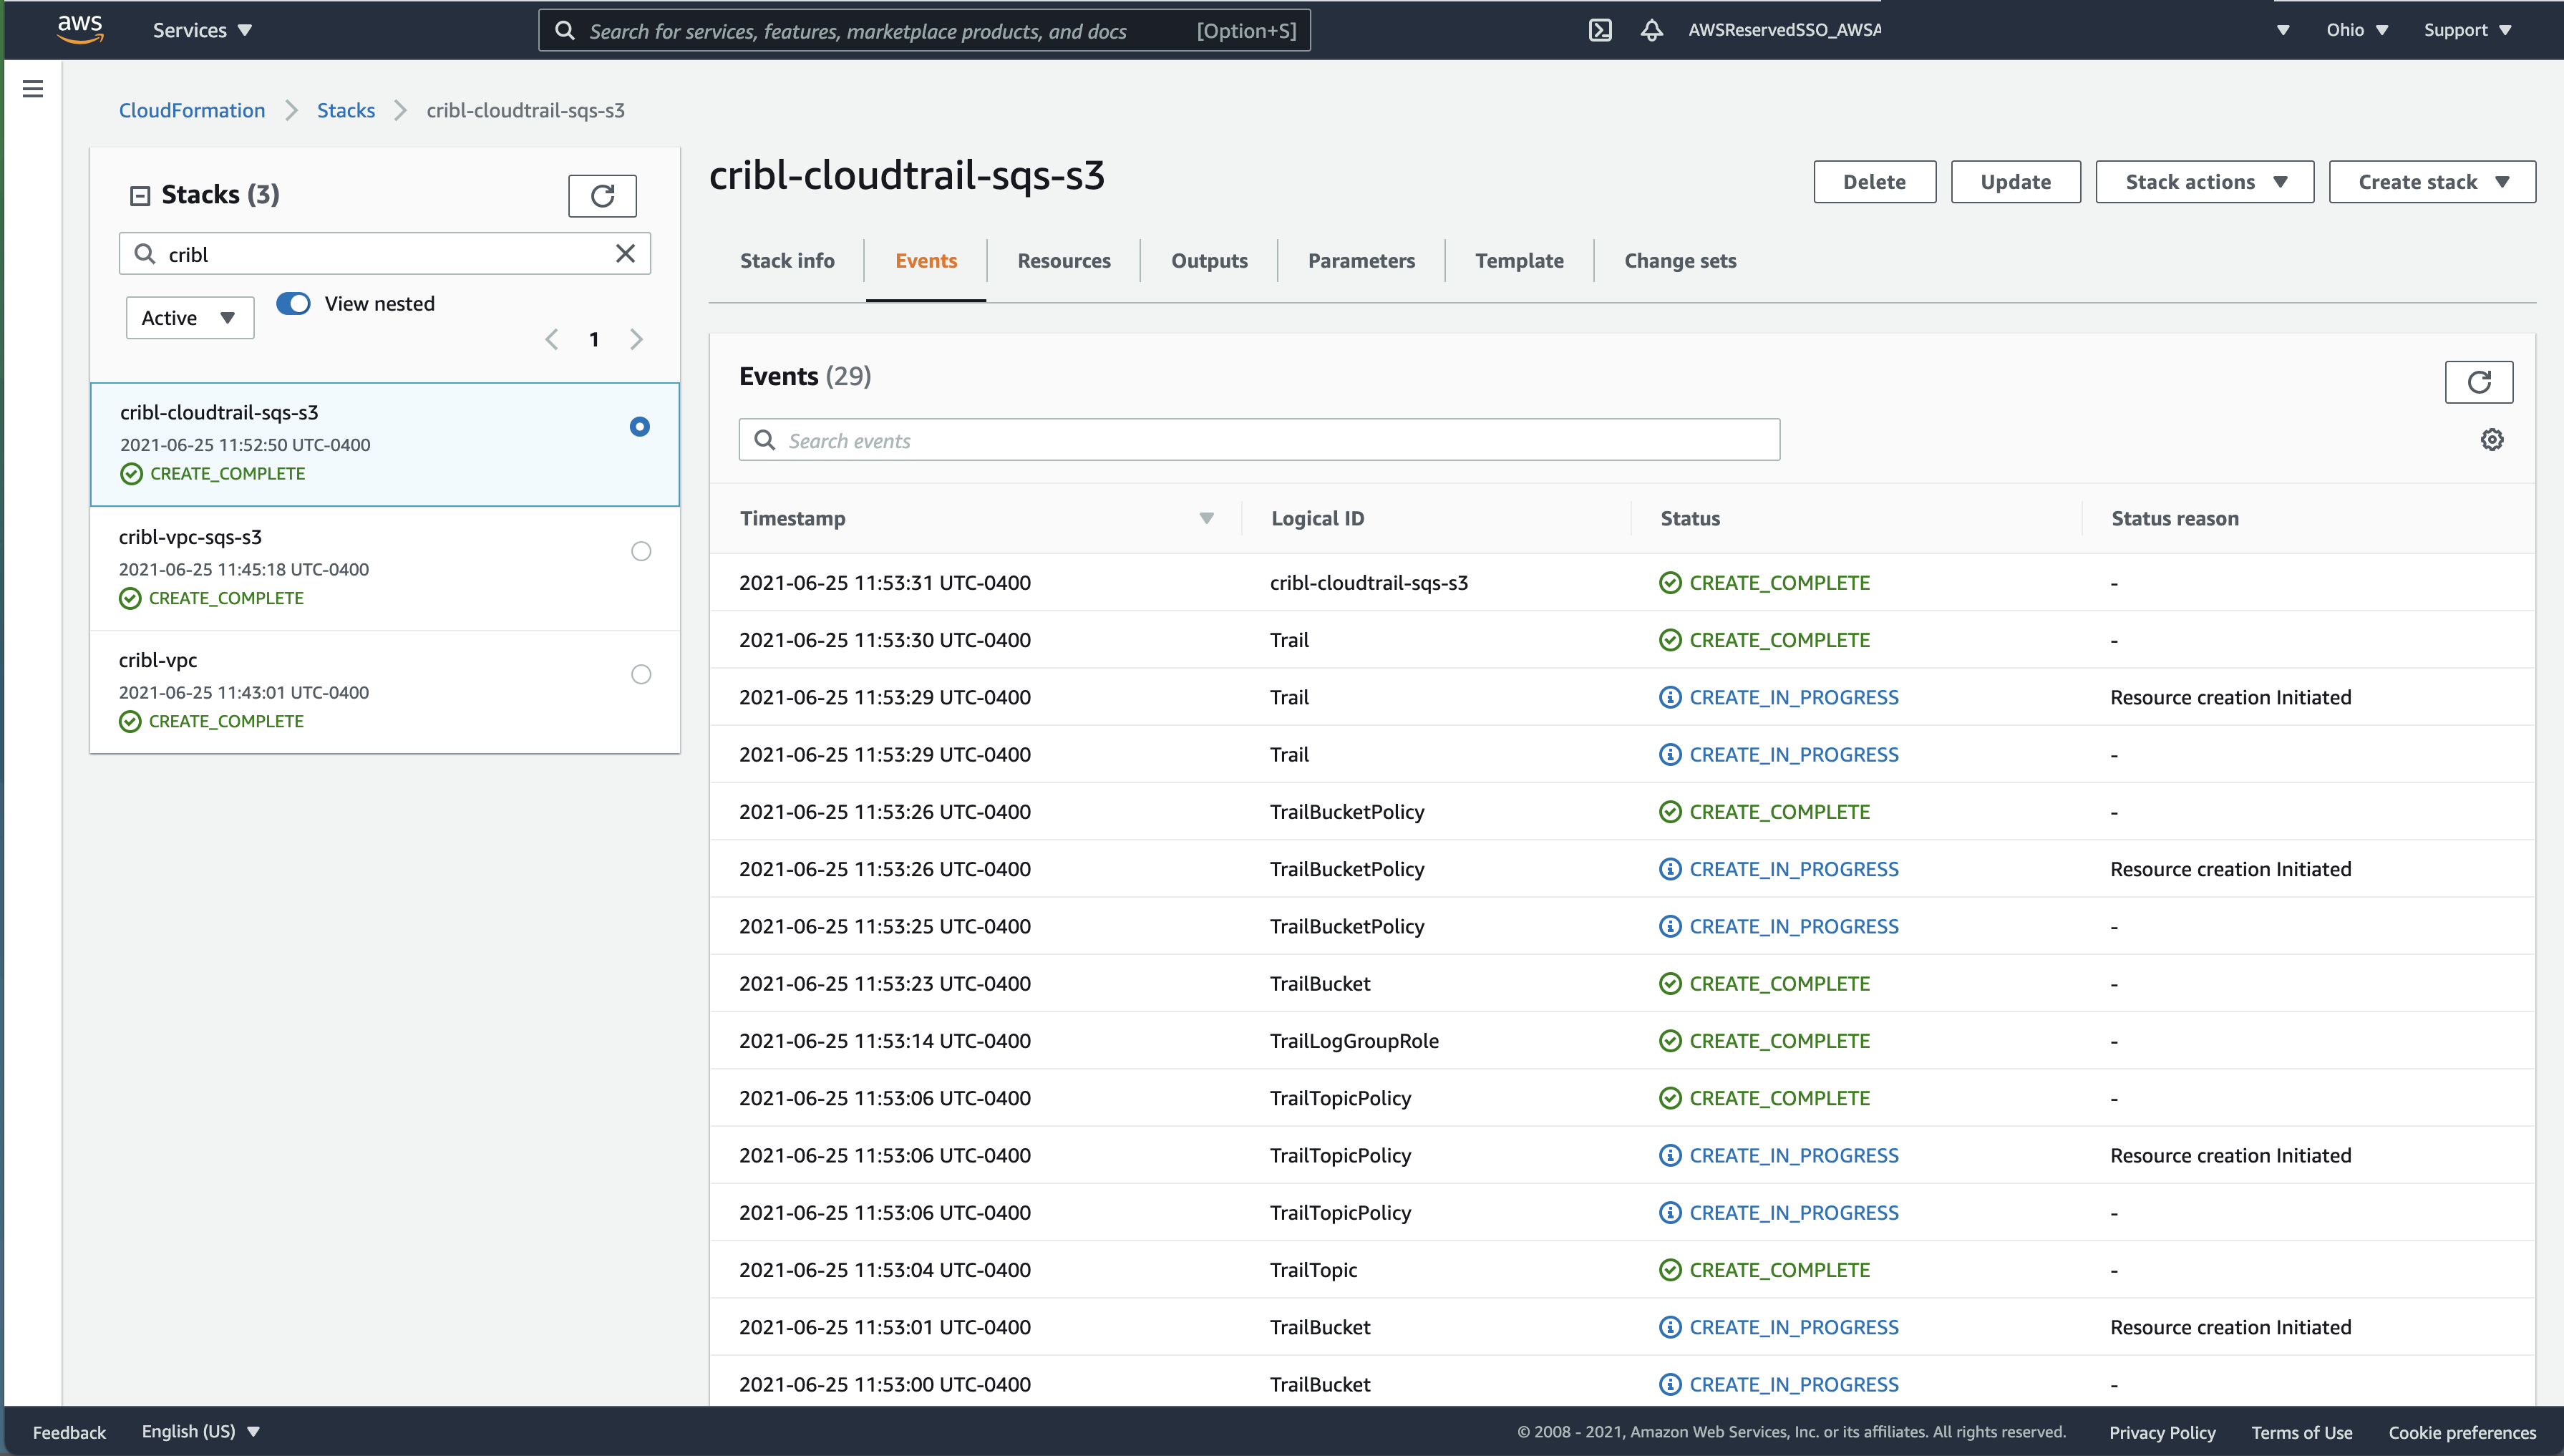 aws
Services
Search for services, features, marketplace products, and docs [Option+S]
AWSReservedSSO_AWSA
Ohio
Support
CloudFormation
Stacks
cribl-cloudtrail-sqs-s3
Stacks (3)
cribl
Active
View nested
1
cribl-cloudtrail-sqs-s3
2021-06-25 11:52:50 UTC-0400
CREATE_COMPLETE
cribl-vpc-sqs-s3
2021-06-25 11:45:18 UTC-0400
CREATE_COMPLETE
cribl-vpc
2021-06-25 11:43:01 UTC-0400
CREATE_COMPLETE
cribl-cloudtrail-sqs-s3
Delete Update Stack actions Create stack
Stack info Events Resources Outputs Parameters Template Change sets
Events (29)
Search events
Timestamp Logical ID Status Status reason
2021-06-25 11:53:31 UTC-0400 cribl-cloudtrail-sqs-s3 CREATE_COMPLETE -
2021-06-25 11:53:30 UTC-0400 Trail CREATE_COMPLETE -
2021-06-25 11:53:29 UTC-0400 Trail CREATE_IN_PROGRESS Resource creation Initiated
2021-06-25 11:53:29 UTC-0400 Trail CREATE_IN_PROGRESS -
2021-06-25 11:53:26 UTC-0400 TrailBucketPolicy CREATE_COMPLETE -
2021-06-25 11:53:26 UTC-0400 TrailBucketPolicy CREATE_IN_PROGRESS Resource creation Initiated
2021-06-25 11:53:25 UTC-0400 TrailBucketPolicy CREATE_IN_PROGRESS -
2021-06-25 11:53:23 UTC-0400 TrailBucket CREATE_COMPLETE -
2021-06-25 11:53:14 UTC-0400 TrailLogGroupRole CREATE_COMPLETE -
2021-06-25 11:53:06 UTC-0400 TrailTopicPolicy CREATE_COMPLETE -
2021-06-25 11:53:06 UTC-0400 TrailTopicPolicy CREATE_IN_PROGRESS Resource creation Initiated
2021-06-25 11:53:06 UTC-0400 TrailTopicPolicy CREATE_IN_PROGRESS -
2021-06-25 11:53:04 UTC-0400 TrailTopic CREATE_COMPLETE -
2021-06-25 11:53:01 UTC-0400 TrailBucket CREATE_IN_PROGRESS Resource creation Initiated
2021-06-25 11:53:00 UTC-0400 TrailBucket CREATE_IN_PROGRESS -
Feedback English (US) © 2008 - 2021, Amazon Web Services, Inc. or its affiliates. All rights reserved. Privacy Policy Terms of Use Cookie preferences